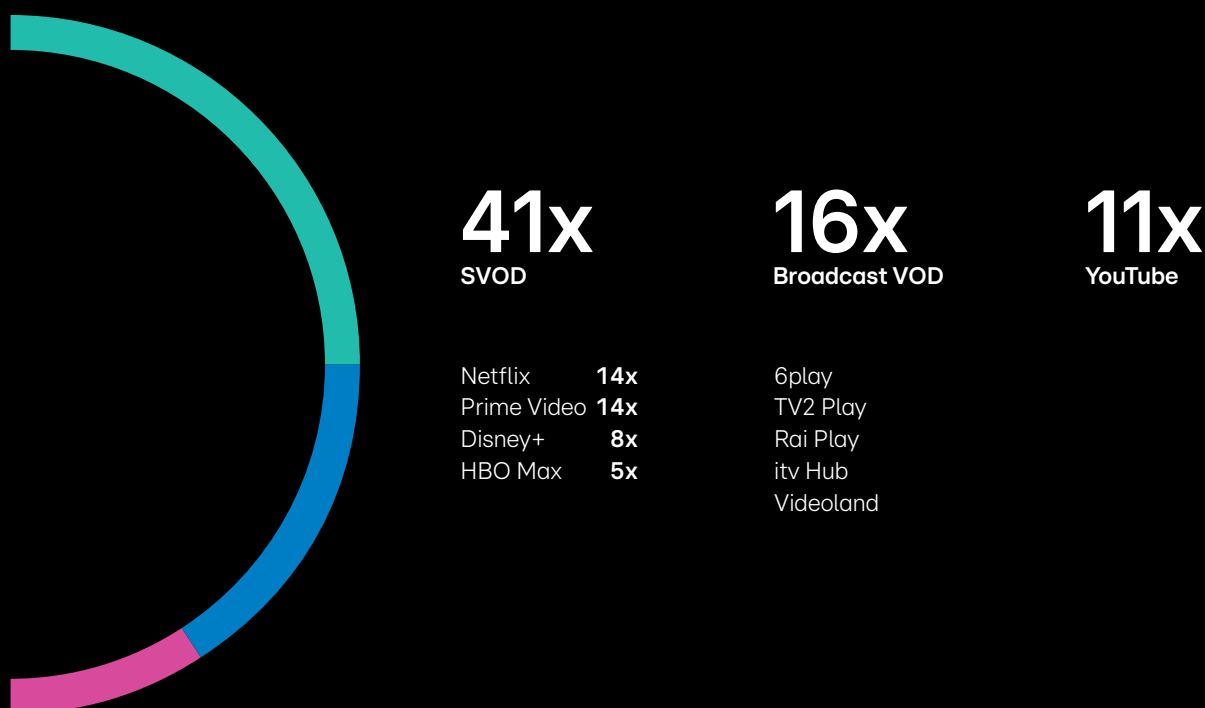 41x
SVOD
Netflix 14x
Prime Video 14x
Disney+ 8x
HBO Max 5x
16x
Broadcast VOD
6play
TV2 Play
Rai Play
itv Hub
Videoland
11x
YouTube